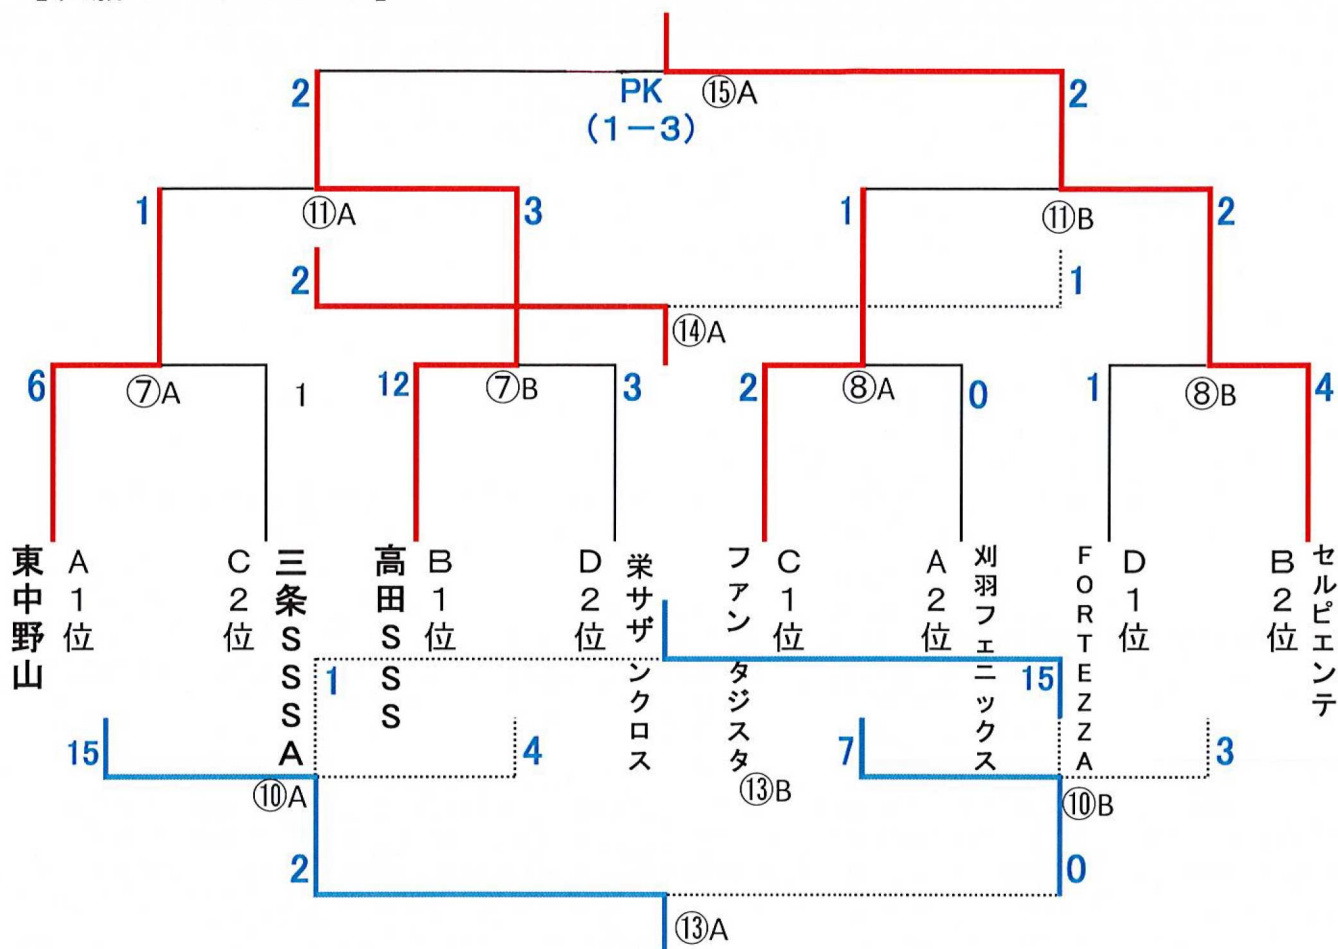 2
PK
⑮A
2
(1－3)
1
⑪A
3
1
⑪B
2
2
⑭A
1
6
⑦A
1
12
⑦B
3
2
⑧A
0
1
⑧B
4
東中野山
A1位
C2位
三条SSSA
高田SSS
B1位
D2位
栄サザンクロス
ファンタジスタ
C1位
A2位
刈羽フェニックス
FORTEZZA
D1位
B2位
セルピエンテ
1
15
15
⑩A
4
⑬B
7
⑩B
3
2
⑬A
0